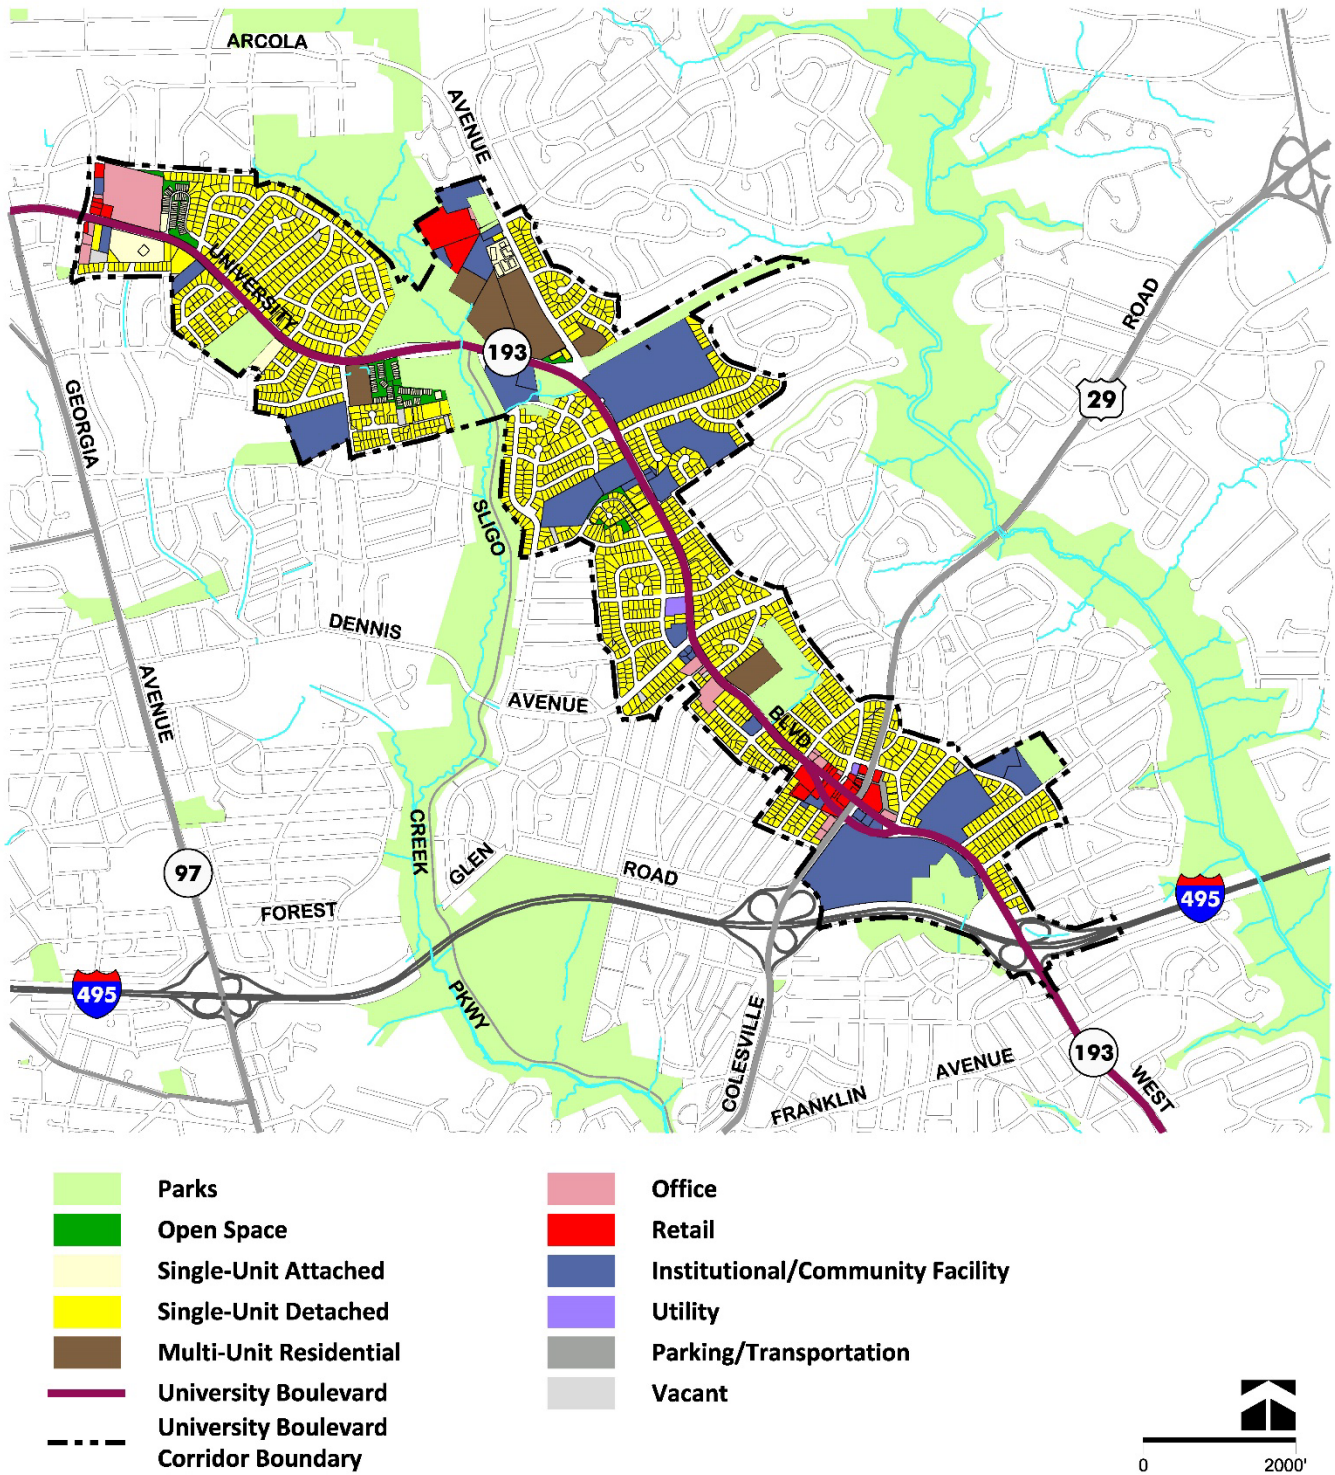 ARCOLA
AVENUE
UNIVERSITY
193
ROAD
29
GEORGIA
SLIGO
DENNIS
AVENUE
AVENUE
BLVD
CREEK
GLEN
ROAD
97
FOREST
495
495
PKWY
COLESVILLE
193
AVENUE
FRANKLIN
WEST
Parks
Open Space
Single-Unit Attached
Single-Unit Detached
Multi-Unit Residential
University Boulevard
University Boulevard
Corridor Boundary
Office
Retail
Institutional/Community Facility
Utility
Parking/Transportation
Vacant
0 2000'